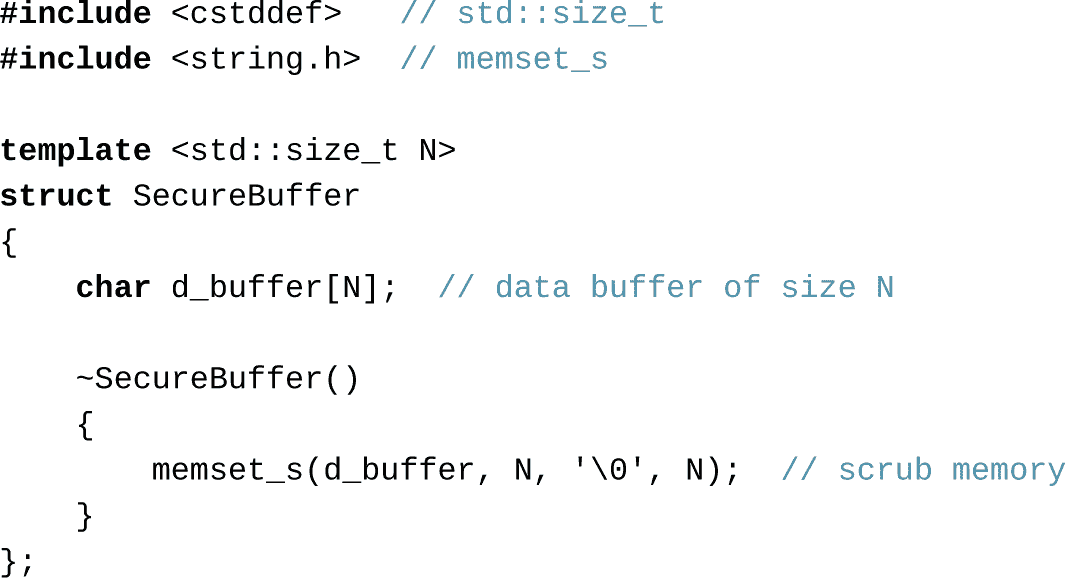 #include <cstddef>   // std::size_t
#include <string.h>  // memset_s

template <std::size_t N>
struct SecureBuffer
{
    char d_buffer[N];  // data buffer of size N

    ~SecureBuffer()
    {
        memset_s(d_buffer, N, '\0', N);  // scrub memory
    }
};